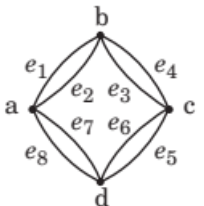 b
e₁ e₂ e₃ e₄
a c
e₈ e₇ e₆ e₅
d